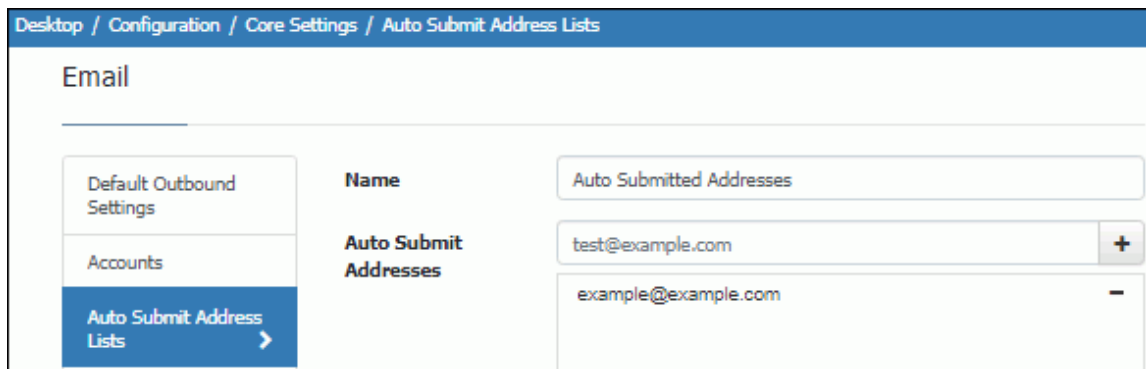 Desktop / Configuration / Core Settings / Auto Submit Address Lists
Email
Default Outbound
Settings
Name
Auto Submitted Addresses
Accounts
Auto Submit
Addresses
test@example.com
+
example@example.com
−
Auto Submit Address
Lists